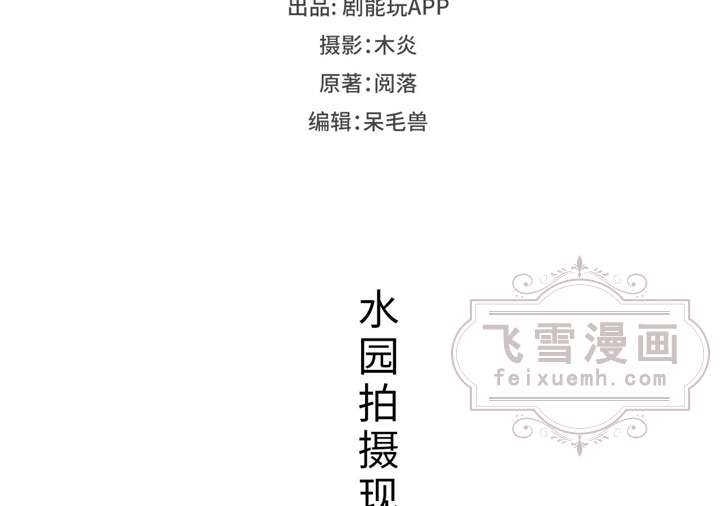 出品: 剧能玩APP
摄影:木炎
原著:阅落
编辑:呆毛兽
水园拍摄现
飞雪漫画
feixuemh.com